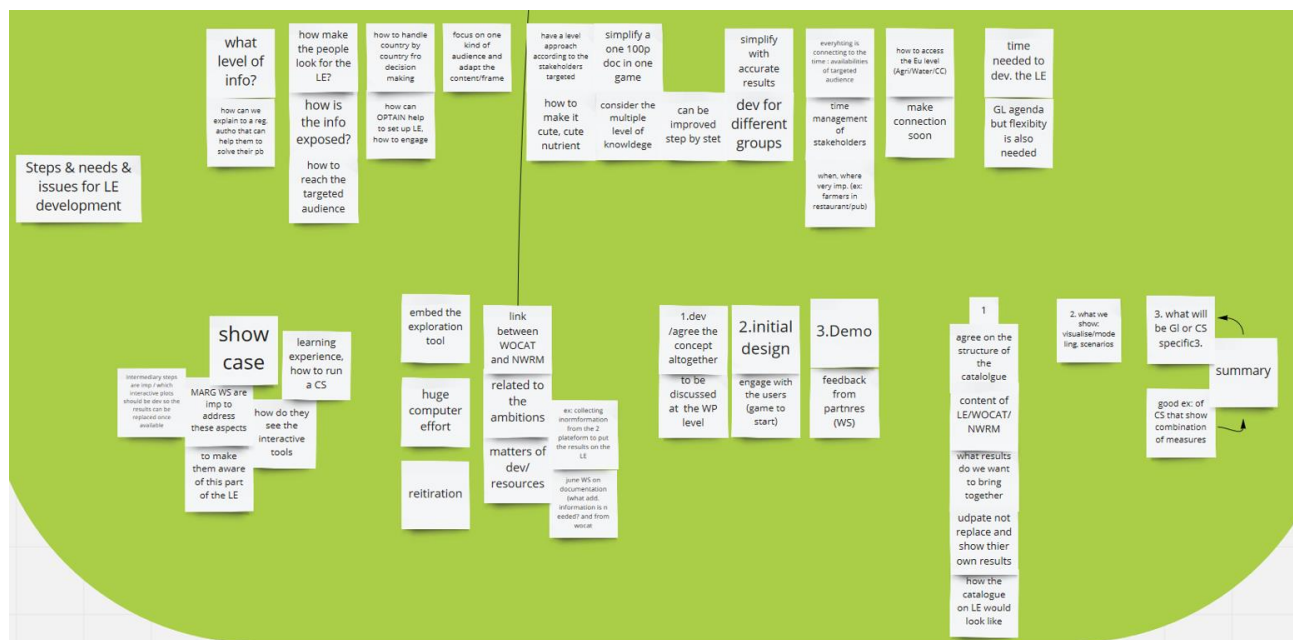 what
level of
info?
how make
the people
look for the
LE?
how to handle
country by
country fro
decision
making
focus on one
kind of
audience and
adapt the
content/frame
have a level
approach
according to the
stakeholders
targeted
simplify a
one 100p
doc in one
game
simplify
with
accurate
results
everyhting is
connecting to the
time : availabilities
of targeted
audience
how to access
the Eu level
(Agri/Water/CC)
time
needed to
dev. the LE
how can we
explain to a reg.
autho that can
help them to
solve their pb
how is
the info
exposed?
how can
OPTAIN help
to set up LE,
how to engage
how to
make it
cute, cute
nutrient
consider the
multiple
level of
knowldege
can be
improved
step by stet
dev for
different
groups
time
management
of
stakeholders
make
connection
soon
GL agenda
but flexibity
is also
needed
Steps & needs &
issues for LE
development
how to
reach the
targeted
audience
when, where
very imp. (ex:
farmers in
restaurant/pub)
show
case
learning
experience,
how to run
a CS
Intermediary steps
are imp / which
interactive plots
should be dev so the
results can be
replaced once
available
MARG WS are
imp to
address
these aspects
how do they
see the
interactive
tools
to make
them aware
of this part
of the LE
embed the
exploration
tool
huge
computer
effort
reitiration
link
between
WOCAT
and NWRM
related to
the
ambitions
matters of
dev/
resources
ex: collecting
inormsformation
from the 2
plateform to put
the results on the
LE
june WS on
documentation
(what add.
information is n
eeded? and from
wocat
1.dev
/agree the
concept
altogether
to be
discussed
at the WP
level
2.initial
design
engage with
the users
(game to
start)
3.Demo
feedback
from
partnres
(WS)
1
agree on the
structure of
the
catalolgue
content of
LE/WOCAT/
NWRM
what results
do we want
to bring
together
udpate not
replace and
show thier
own results
how the
catalogue
on LE would
look like
2. what we
show:
visualise/mode
ling, scenarios
3. what will
be Gl or CS
specific3.
summary
good ex: of
CS that show
combination
of measures